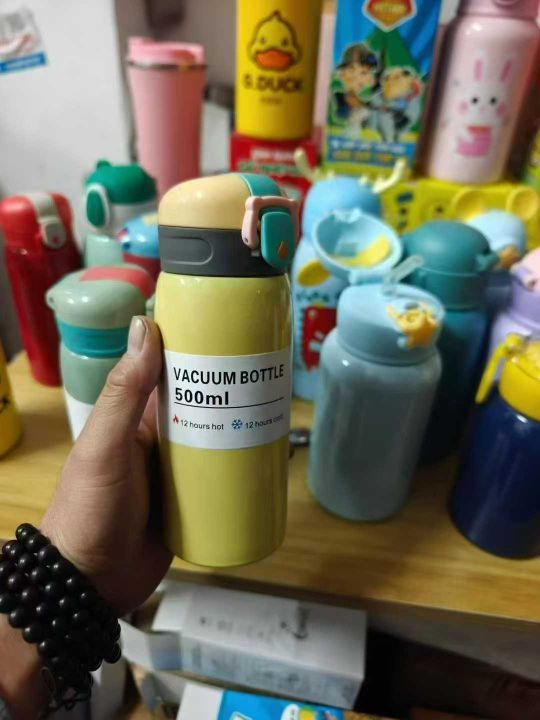 G.DUCK
VACUUM BOTTLE
500ml
12 hours hot 12 hours cold